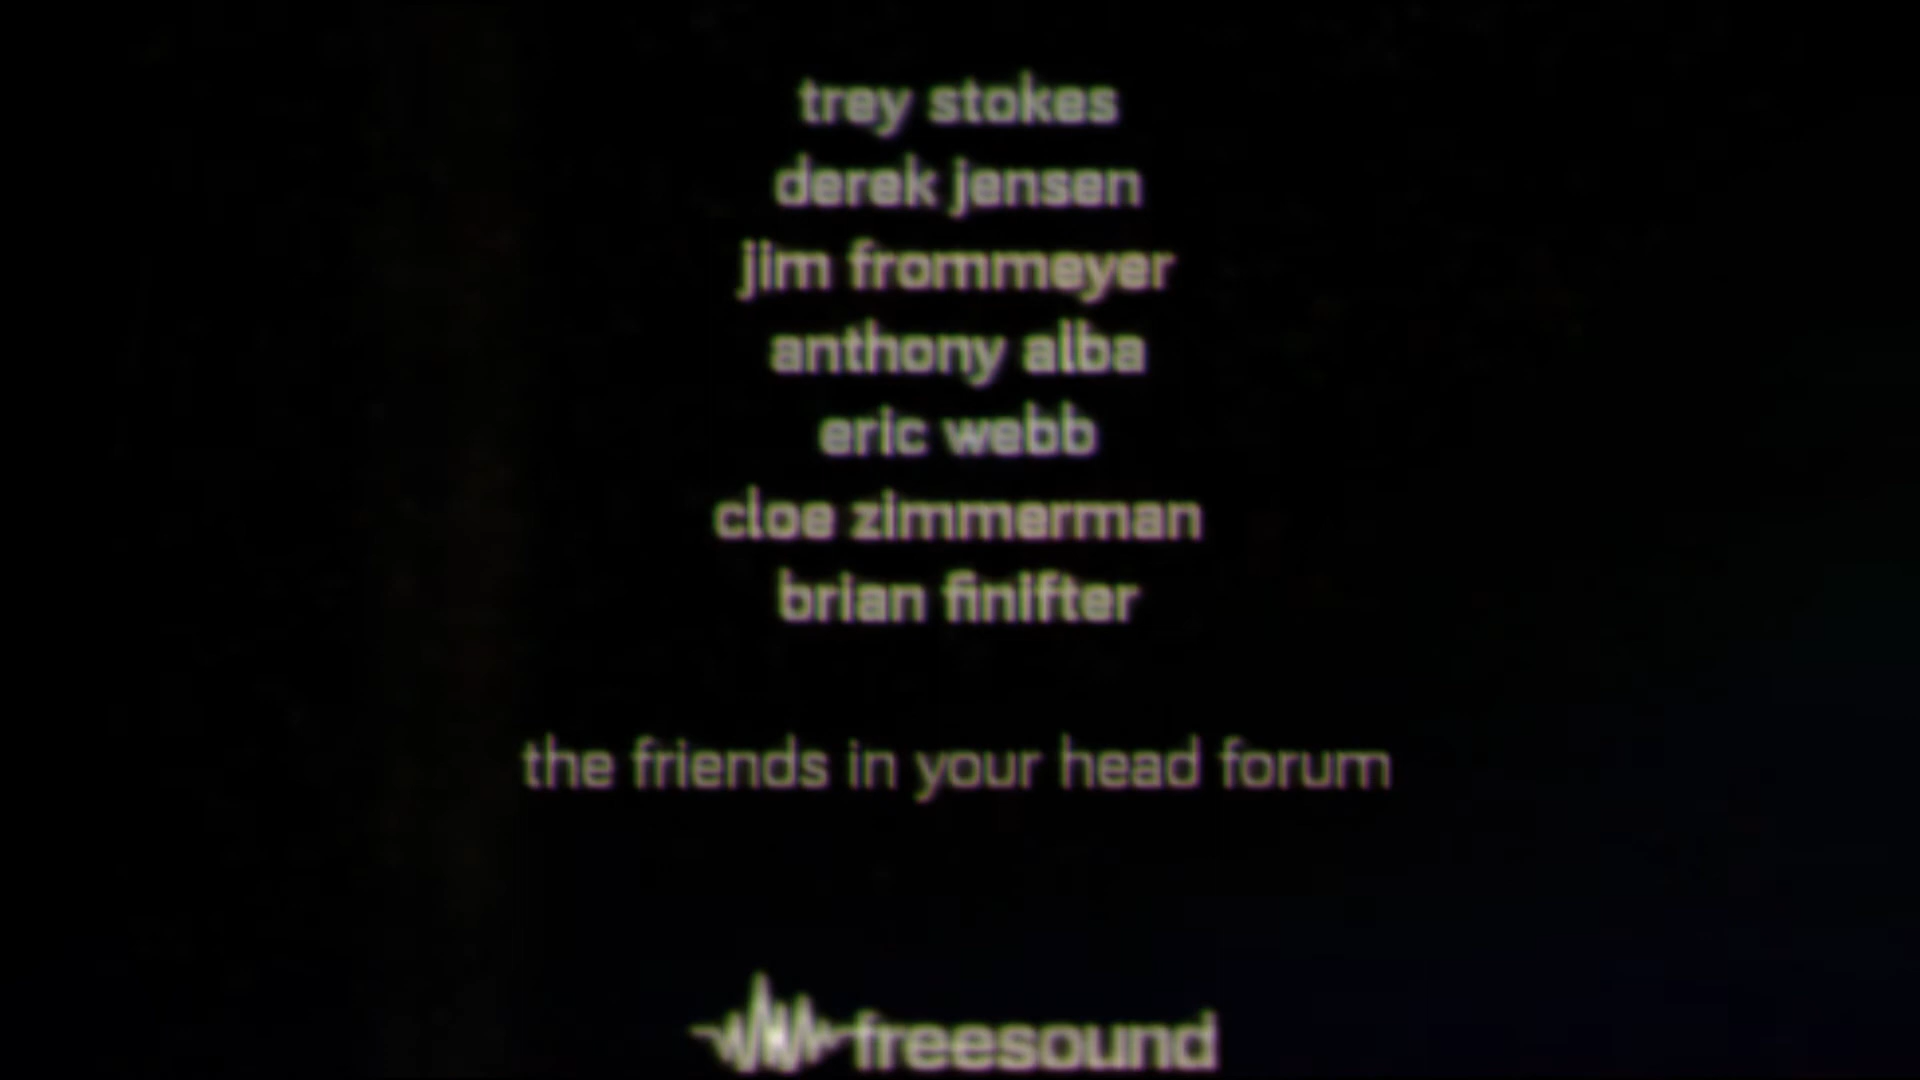 trey stokes
derek jensen
jim frommeyer
anthony alba
eric webb
cloe zimmerman
brian finifter
the friends in your head forum
freesound